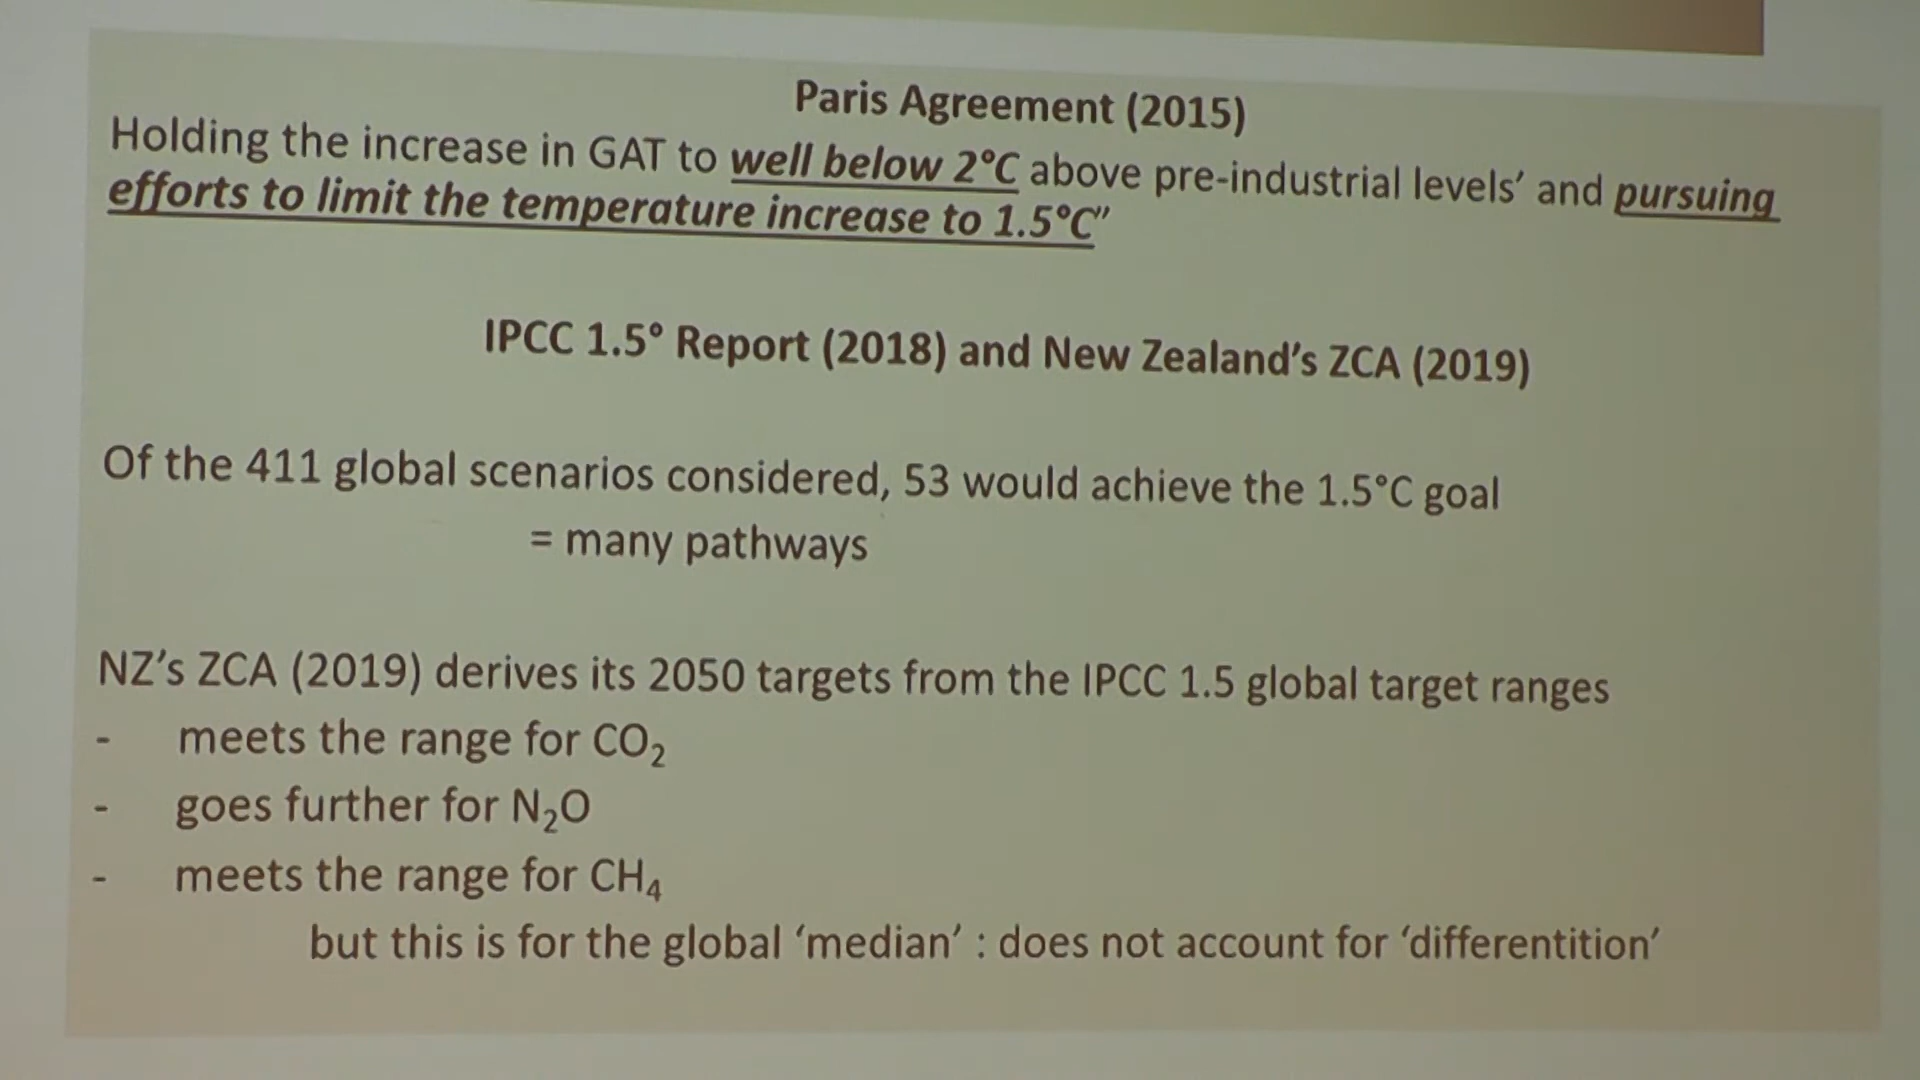 Paris Agreement (2015)
Holding the increase in GAT to well below 2°C above pre-industrial levels’ and pursuing
efforts to limit the temperature increase to 1.5°C”
IPCC 1.5° Report (2018) and New Zealand’s ZCA (2019)
Of the 411 global scenarios considered, 53 would achieve the 1.5°C goal
= many pathways
NZ’s ZCA (2019) derives its 2050 targets from the IPCC 1.5 global target ranges
- meets the range for CO₂
- goes further for N₂O
- meets the range for CH₄
but this is for the global ‘median’ : does not account for ‘differentition’